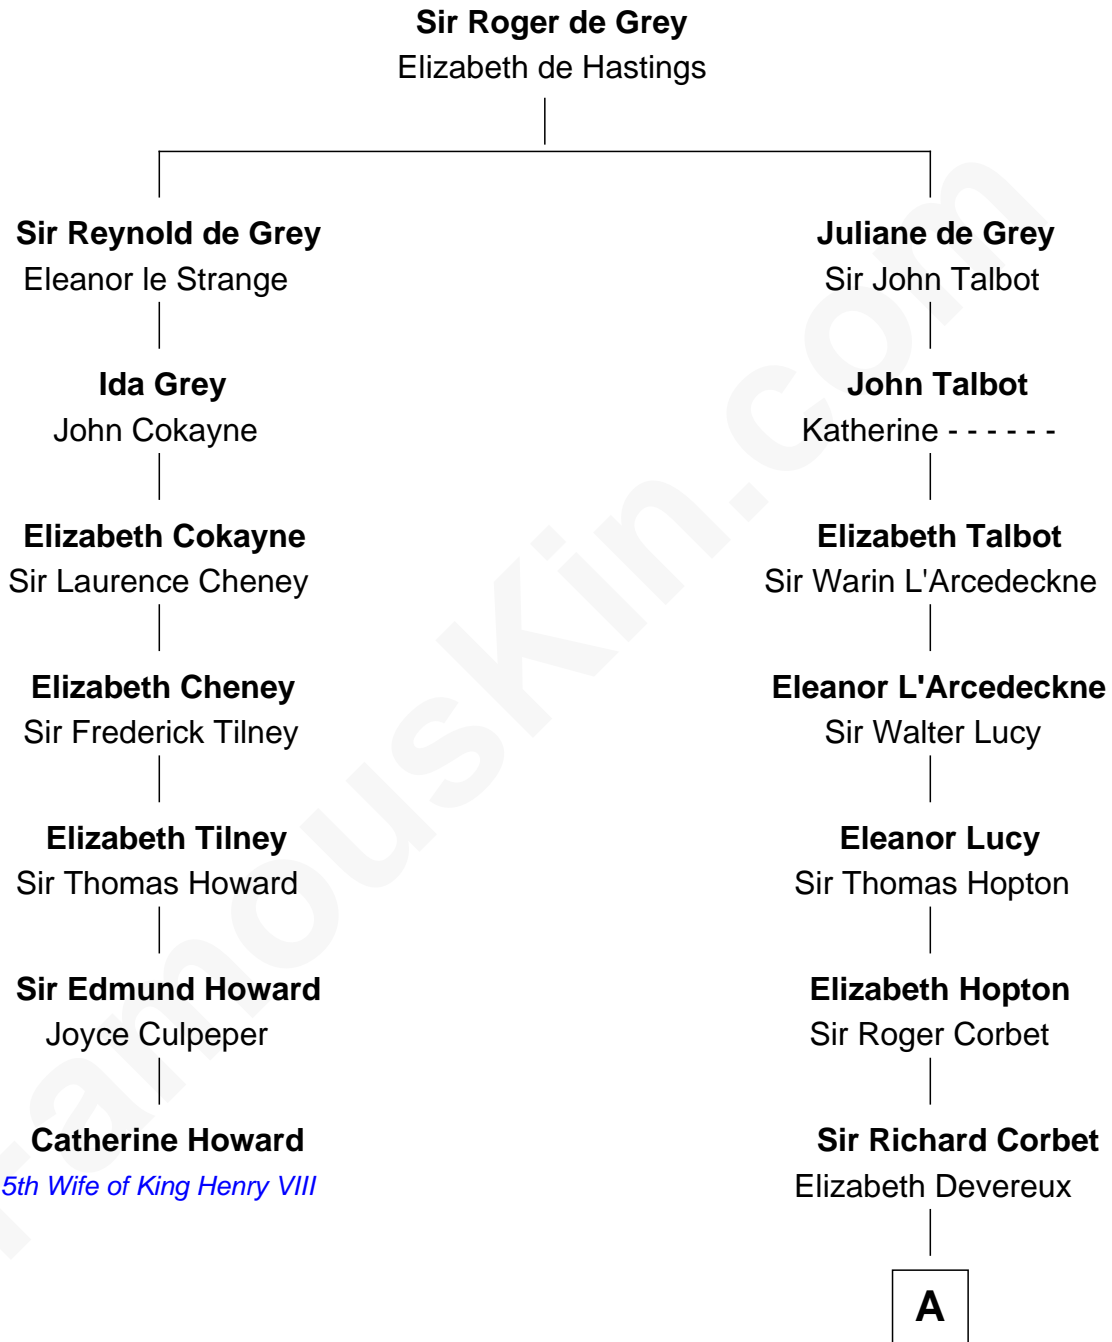 Sir Roger de Grey
Elizabeth de Hastings
Sir Reynold de Grey
Eleanor le Strange
Juliane de Grey
Sir John Talbot
Ida Grey
John Cokayne
John Talbot
Katherine - - - - - -
Elizabeth Cokayne
Sir Laurence Cheney
Elizabeth Talbot
Sir Warin L'Arcedeckne
Elizabeth Cheney
Sir Frederick Tilney
Eleanor L'Arcedeckne
Sir Walter Lucy
Elizabeth Tilney
Sir Thomas Howard
Eleanor Lucy
Sir Thomas Hopton
Sir Edmund Howard
Joyce Culpeper
Elizabeth Hopton
Sir Roger Corbet
Catherine Howard
5th Wife of King Henry VIII
Sir Richard Corbet
Elizabeth Devereux
A
FamousKin.com